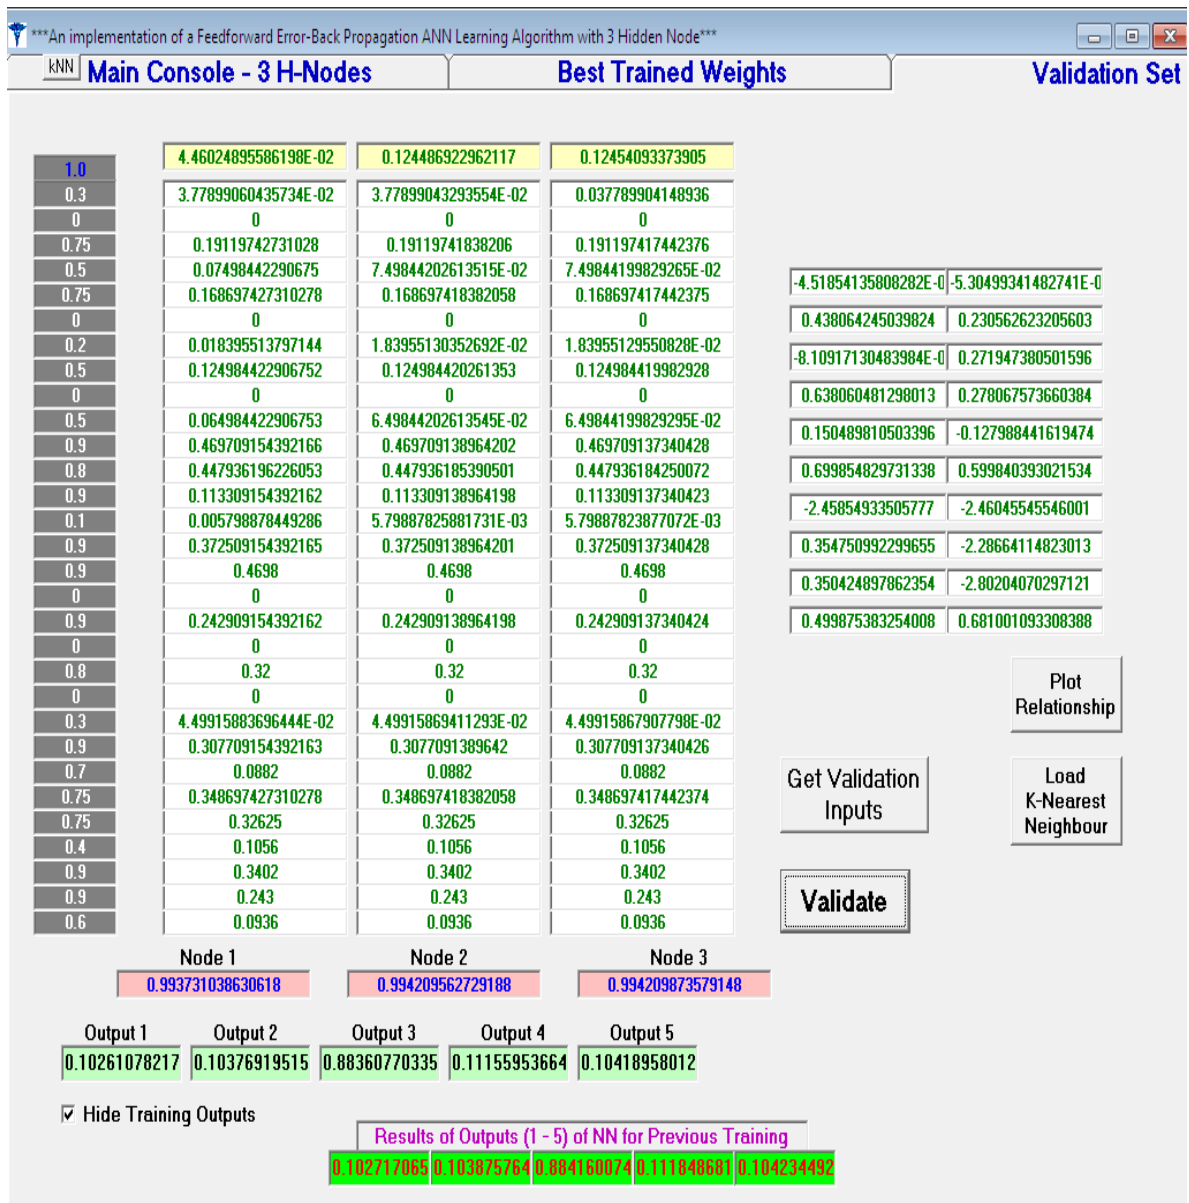 ***An implementation of a Feedforward Error-Back Propagation ANN Learning Algorithm with 3 Hidden Node***
kNN Main Console - 3 H-Nodes Best Trained Weights Validation Set
1.0 4.46024895586198E-02 0.124486922962117 0.12454093373905
0.3 3.77899060435734E-02 3.77899043293554E-02 0.037789904148936
0 0 0 0
0.75 0.19119742731028 0.19119741838206 0.191197417442376
0.5 0.07498442290675 7.49844202613515E-02 7.49844199829265E-02
0.75 0.168697427310278 0.168697418382058 0.168697417442375
0 0 0 0
0.2 0.018395513797144 1.83955130352692E-02 1.83955129550828E-02
0.5 0.124984422906752 0.124984420261353 0.124984419982928
0 0 0 0
0.5 0.064984422906753 6.49844202613545E-02 6.49844199829295E-02
0.9 0.469709154392166 0.469709138964202 0.469709137340428
0.8 0.447936196226053 0.447936185390501 0.447936184250072
0.9 0.113309154392162 0.113309138964198 0.113309137340423
0.1 0.005798878449286 5.79887825881731E-03 5.79887823877072E-03
0.9 0.372509154392165 0.372509138964201 0.372509137340428
0.9 0.4698 0.4698 0.4698
0 0 0 0
0.9 0.242909154392162 0.242909138964198 0.242909137340424
0 0 0 0
0.8 0.32 0.32 0.32
0 0 0 0
0.3 4.49915883696444E-02 4.49915869411293E-02 4.49915867907798E-02
0.9 0.307709154392163 0.3077091389642 0.307709137340426
0.7 0.0882 0.0882 0.0882
0.75 0.348697427310278 0.348697418382058 0.348697417442374
0.75 0.32625 0.32625 0.32625
0.4 0.1056 0.1056 0.1056
0.9 0.3402 0.3402 0.3402
0.9 0.243 0.243 0.243
0.6 0.0936 0.0936 0.0936
-4.51854135808282E-0 -5.30499341482741E-0
0.438064245039824 0.230562623205603
-8.10917130483984E-0 0.271947380501596
0.638060481298013 0.278067573660384
0.150489810503396 -0.127988441619474
0.699854829731338 0.599840393021534
-2.45854933505777 -2.46045545546001
0.354750992299655 -2.28664114823013
0.350424897862354 -2.80204070297121
0.499875383254008 0.681001093308388
Plot
Relationship
Get Validation
Inputs
Load
K-Nearest
Neighbour
Validate
Node 1 Node 2 Node 3
0.993731038630618 0.994209562729188 0.994209873579148
Output 1 Output 2 Output 3 Output 4 Output 5
0.10261078217 0.10376919515 0.88360770335 0.11155953664 0.10418958012
Hide Training Outputs
Results of Outputs (1 - 5) of NN for Previous Training
0.102717065 0.103875764 0.884160074 0.111848681 0.104234492